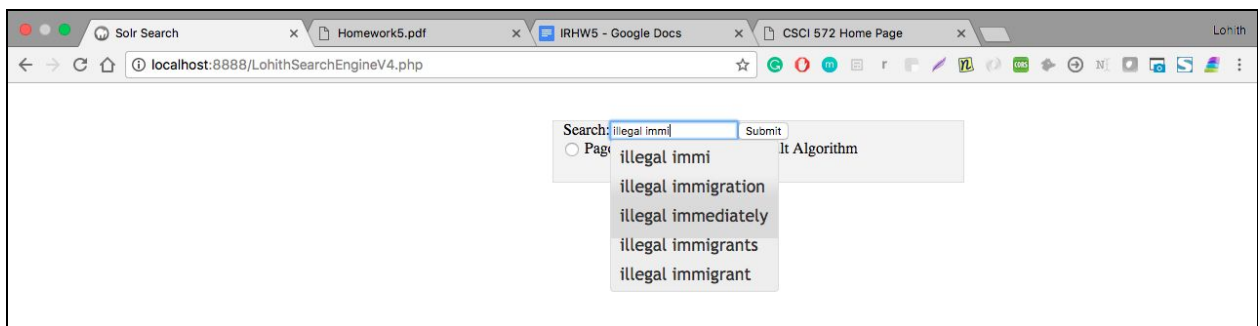 Solr Search
Homework5.pdf
IRHW5 - Google Docs
CSCI 572 Home Page
Lohith
localhost:8888/LohithSearchEngineV4.php
Search: illegal immi Submit
Pag lt Algorithm
illegal immi
illegal immigration
illegal immediately
illegal immigrants
illegal immigrant